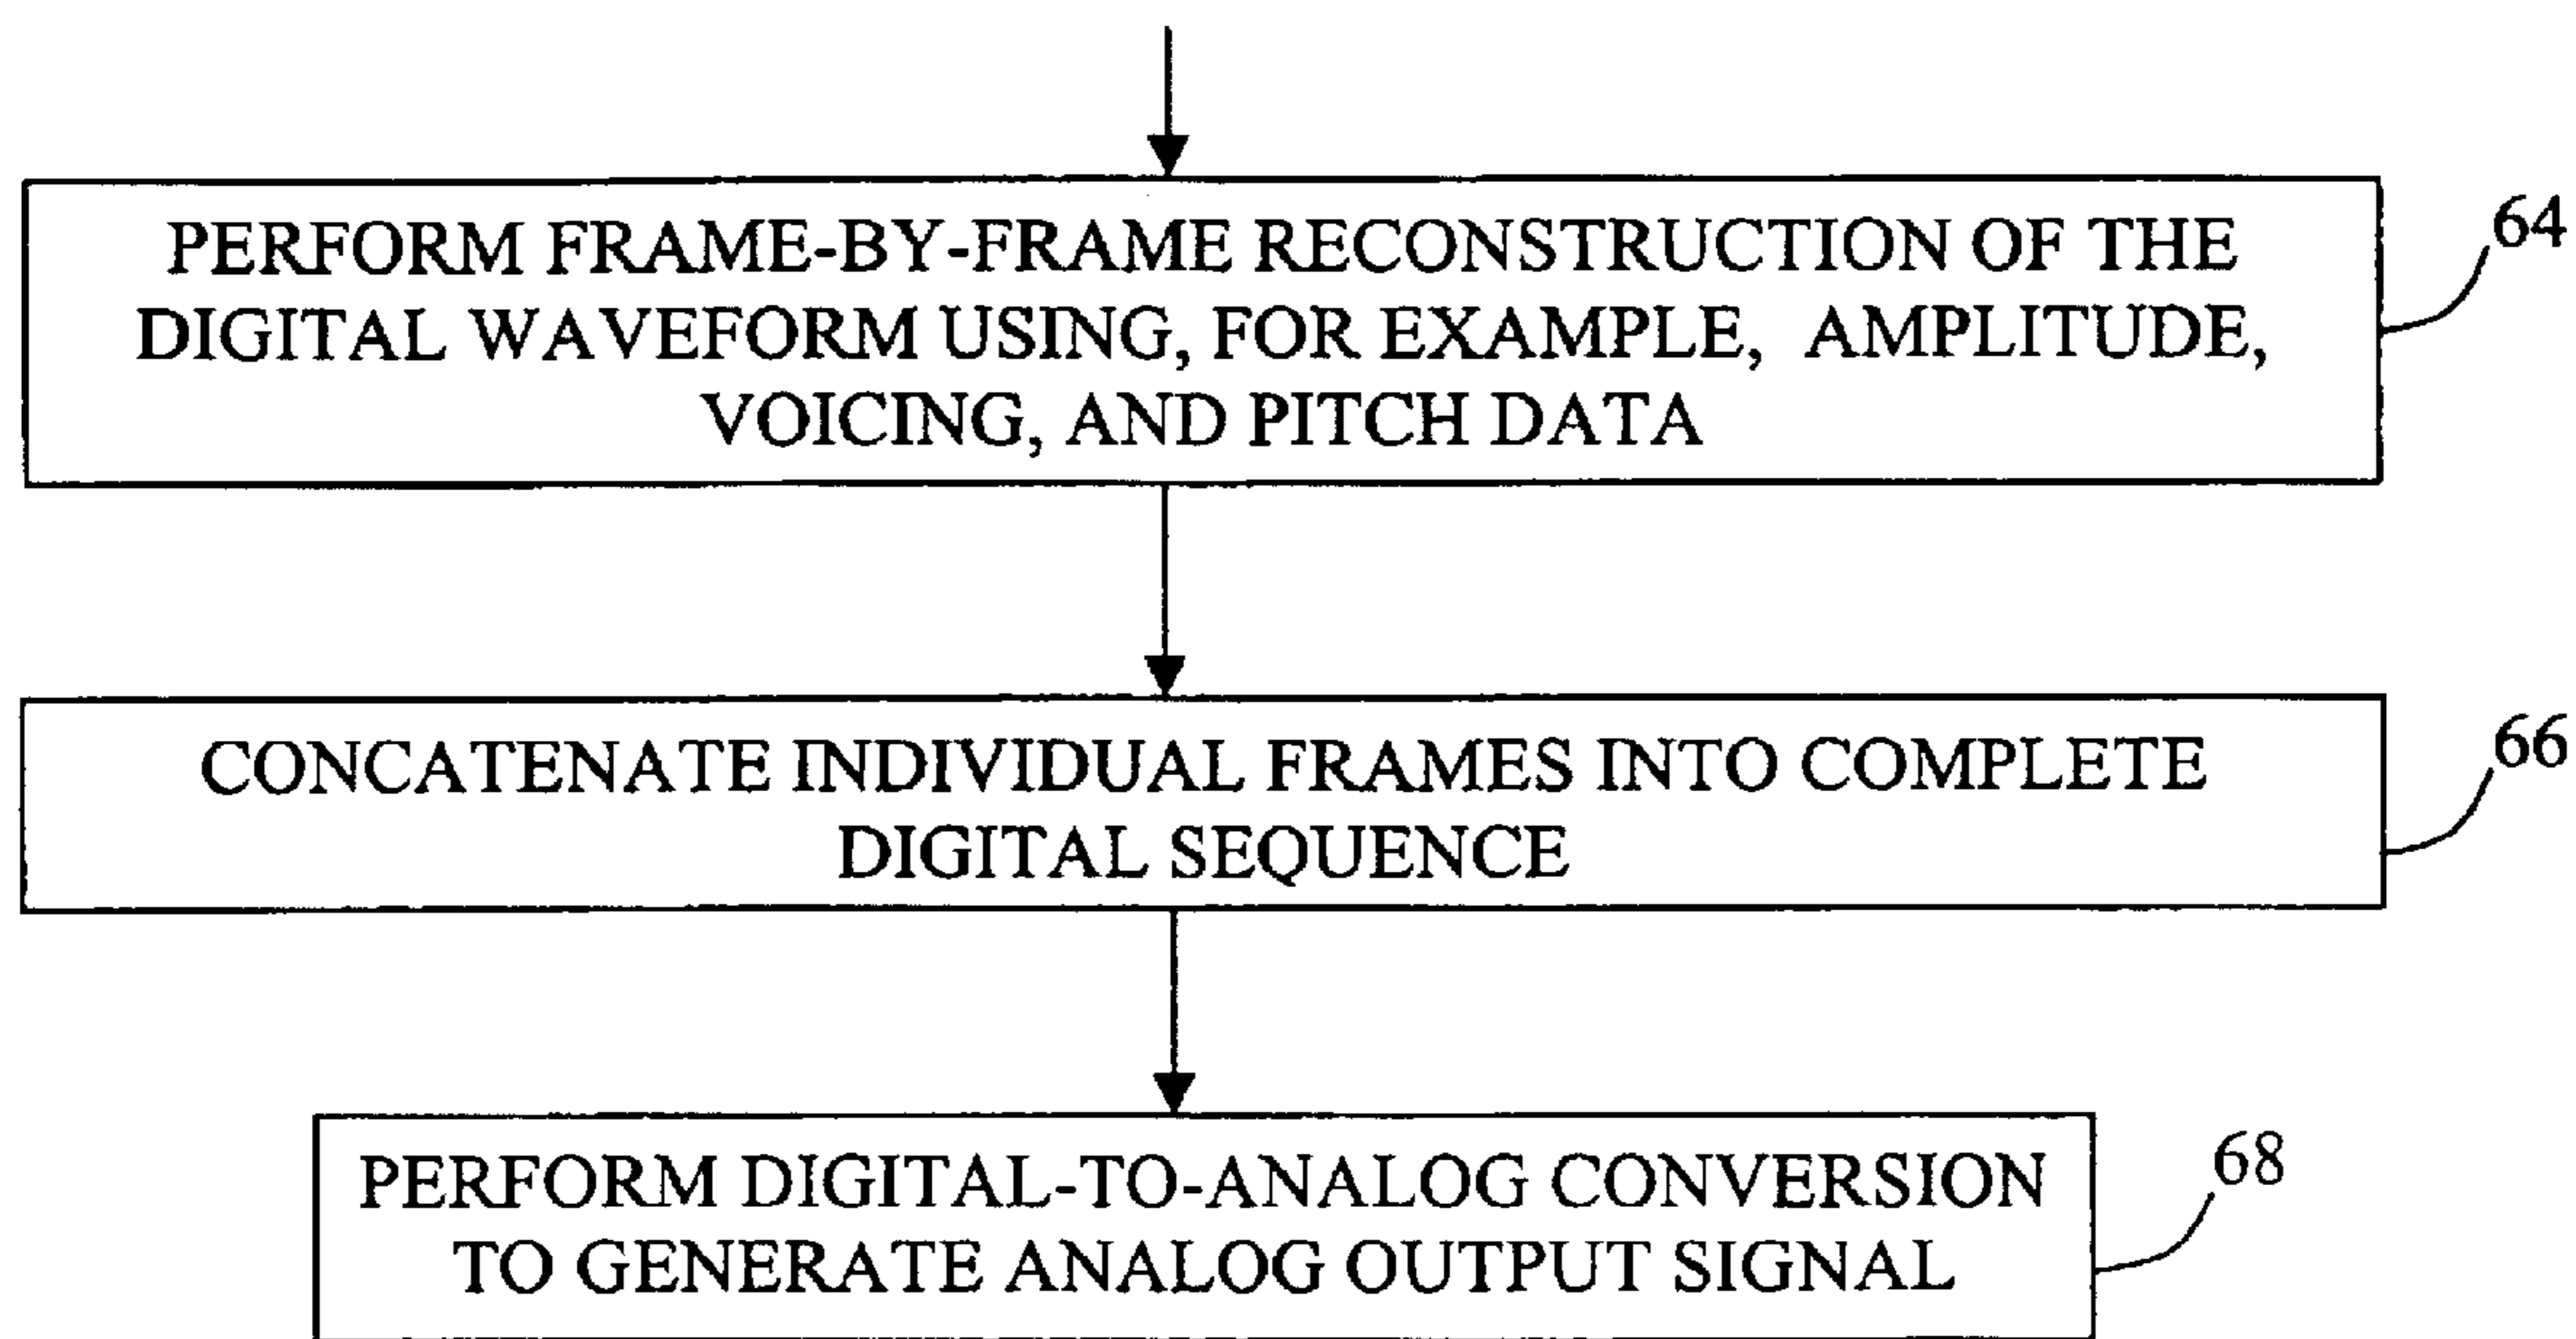 PERFORM FRAME-BY-FRAME RECONSTRUCTION OF THE
DIGITAL WAVEFORM USING, FOR EXAMPLE, AMPLITUDE,
VOICING, AND PITCH DATA
64
CONCATENATE INDIVIDUAL FRAMES INTO COMPLETE
DIGITAL SEQUENCE
66
PERFORM DIGITAL-TO-ANALOG CONVERSION
TO GENERATE ANALOG OUTPUT SIGNAL
68